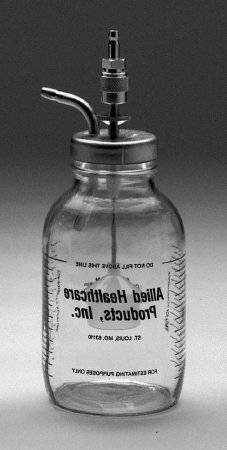 DO NOT FILL ABOVE THIS LINE
Allied Healthcare
Products, Inc.
ST. LOUIS, MO. 63110
FOR ESTIMATING PURPOSES ONLY